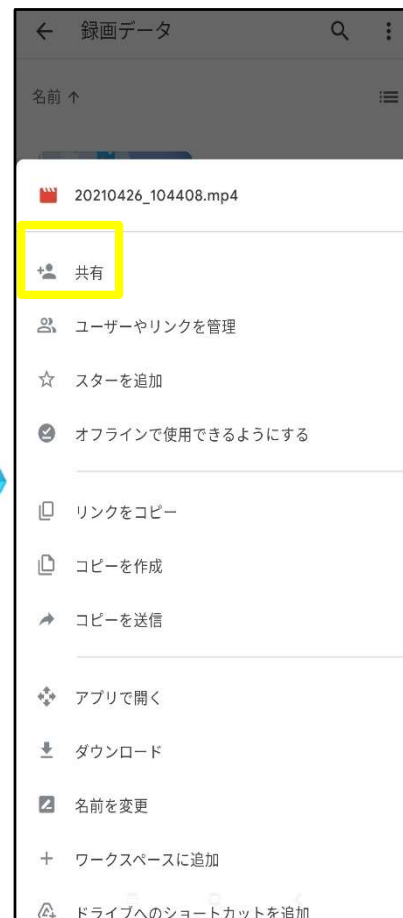 録画データ
名前 ↑
20210426_104408.mp4
共有
ユーザーやリンクを管理
スターを追加
オフラインで使用できるようにする
リンクをコピー
コピーを作成
コピーを送信
アプリで開く
ダウンロード
名前を変更
ワークスペースに追加
ドライブへのショートカットを追加